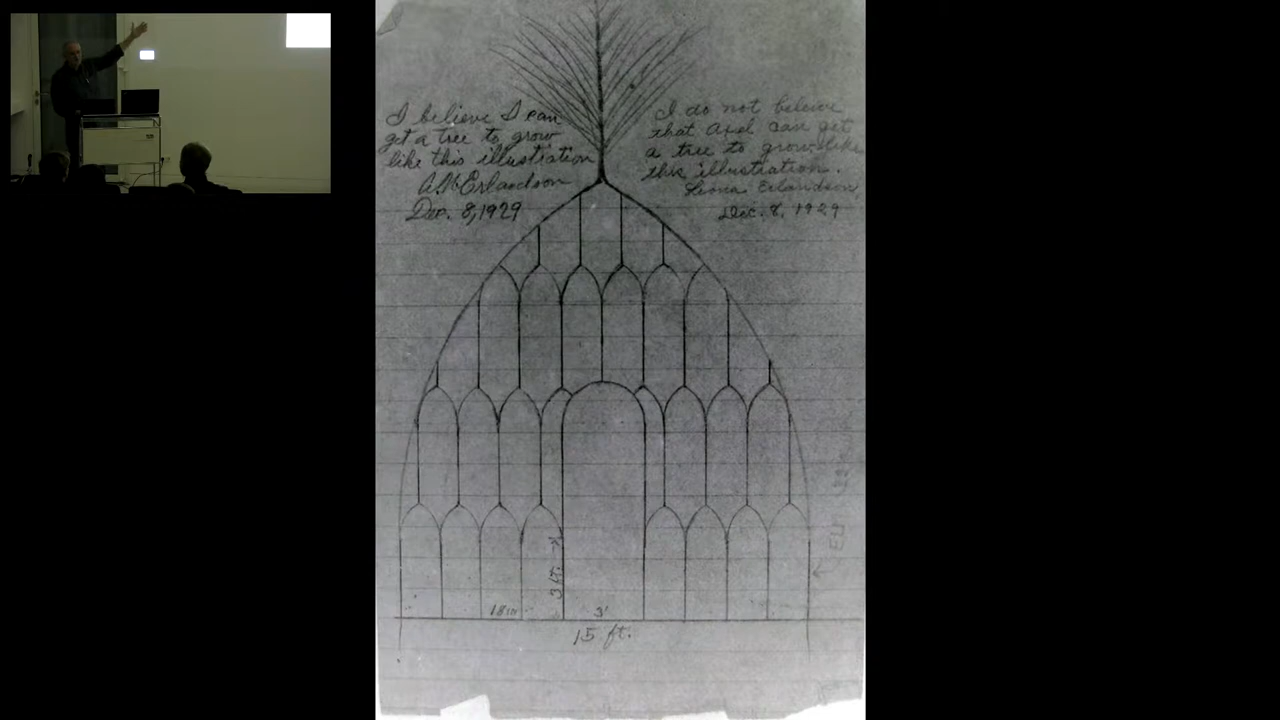 I believe I can
get a tree to grow
like this illustration
A.N. Erlandson
Dec. 8, 1929
I do not believe
that Axel can get
a tree to grow like
this illustration.
Leona Erlandson
Dec. 8, 1929
3 ft.
18 in
3'
15 ft.
ELM